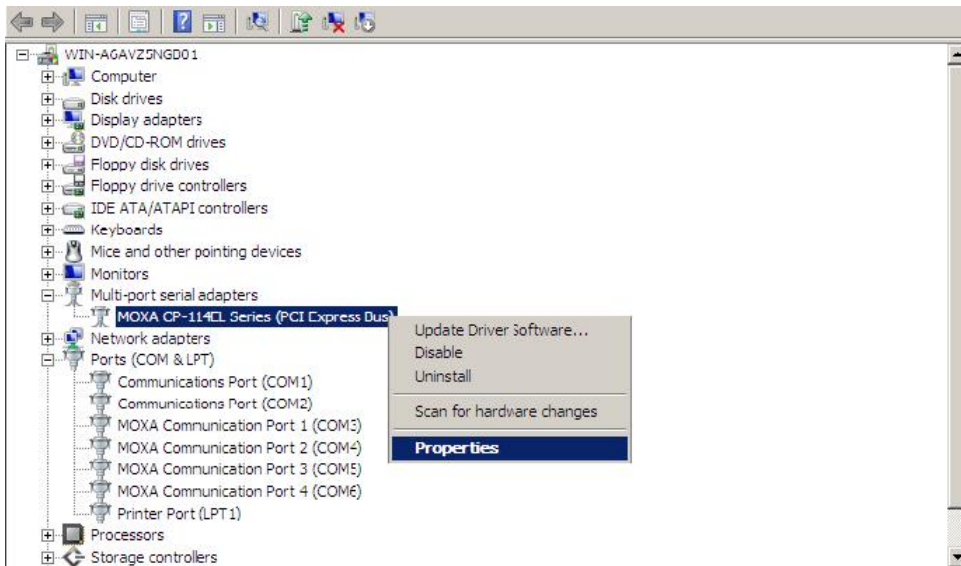 WIN-AGAVZ5NGD01
Computer
Disk drives
Display adapters
DVD/CD-ROM drives
Floppy disk drives
Floppy drive controllers
IDE ATA/ATAPI controllers
Keyboards
Mice and other pointing devices
Monitors
Multi-port serial adapters
MOXA CP-114EL Series (PCI Express Bus)
Update Driver Software...
Disable
Uninstall
Scan for hardware changes
Properties
Network adapters
Ports (COM & LPT)
Communications Port (COM1)
Communications Port (COM2)
MOXA Communication Port 1 (COM3)
MOXA Communication Port 2 (COM4)
MOXA Communication Port 3 (COM5)
MOXA Communication Port 4 (COM6)
Printer Port (LPT1)
Processors
Storage controllers